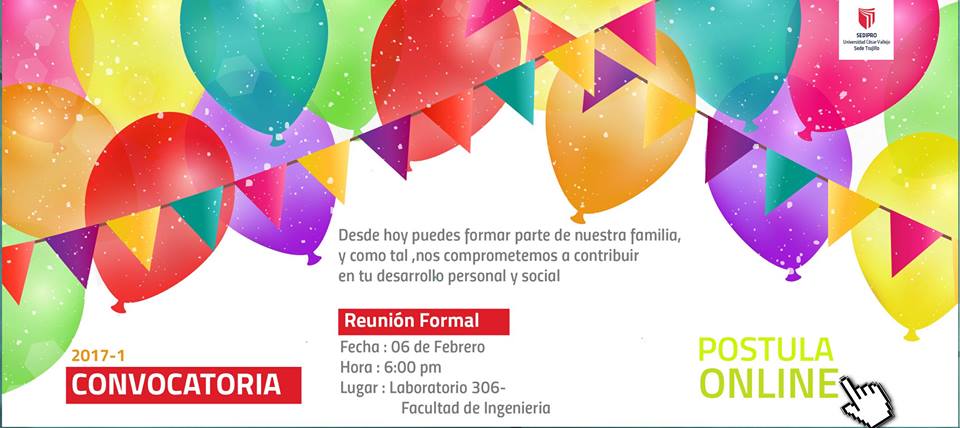 SEDIPRO
Universidad César Vallejo
Sede Trujillo
Desde hoy puedes formar parte de nuestra familia,
y como tal ,nos comprometemos a contribuir
en tu desarrollo personal y social
Reunión Formal
Fecha : 06 de Febrero
Hora : 6:00 pm
Lugar : Laboratorio 306-
Facultad de Ingenieria
2017-1
CONVOCATORIA
POSTULA
ONLINE